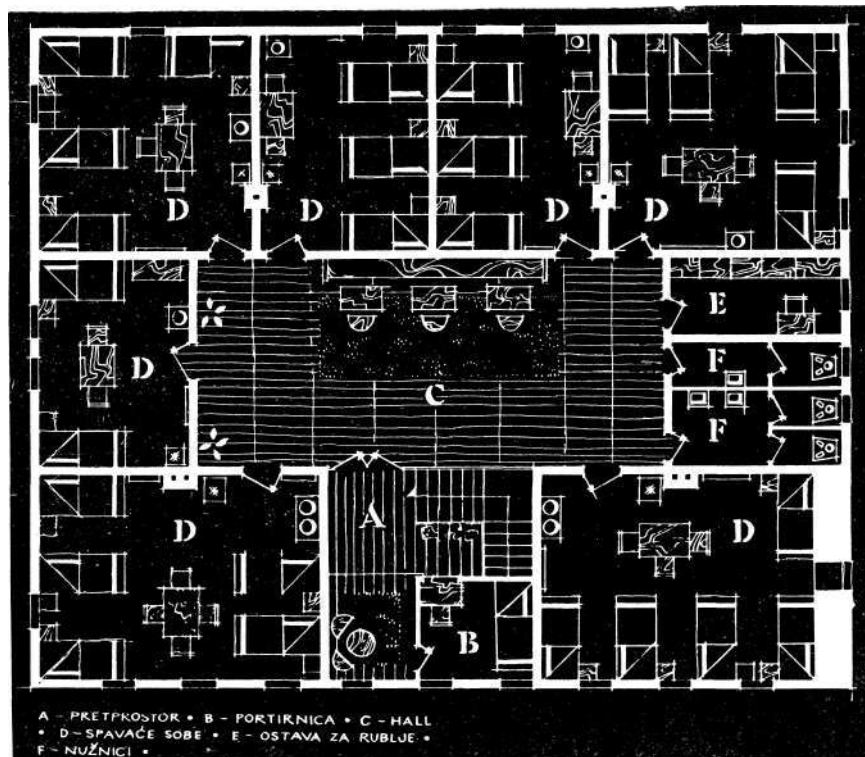 D D D D
D E
F
C F
D A D
B
A – PRETPROSTOR • B – PORTIRNICA • C – HALL
• D – SPAVAĆE SOBE • E – OSTAVA ZA RUBLJE •
F – NUŽNICI •